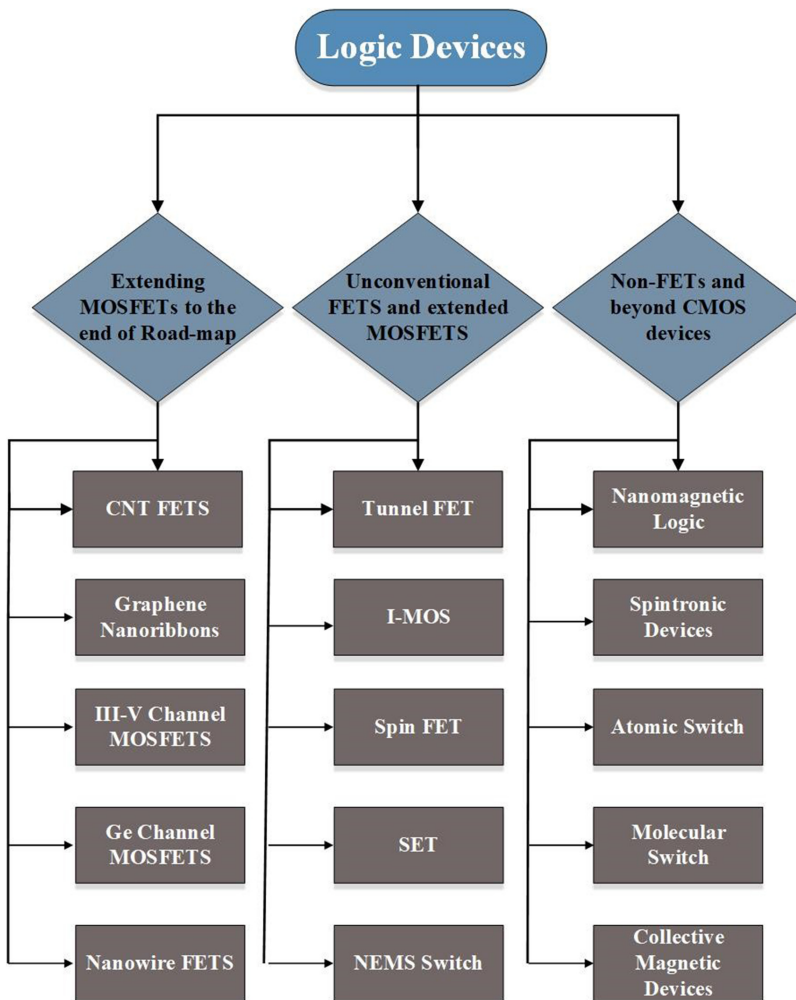 Logic Devices
Extending
MOSFETs to the
end of Road-map
Unconventional
FETS and extended
MOSFETS
Non-FETs and
beyond CMOS
devices
CNT FETS
Graphene
Nanoribbons
III-V Channel
MOSFETS
Ge Channel
MOSFETS
Nanowire FETS
Tunnel FET
I-MOS
Spin FET
SET
NEMS Switch
Nanomagnetic
Logic
Spintronic
Devices
Atomic Switch
Molecular
Switch
Collective
Magnetic
Devices